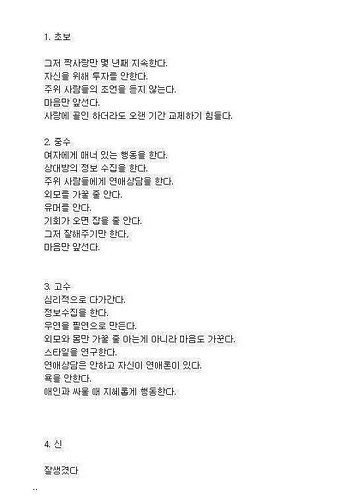 1. 초보
그저 짝사랑만 몇 년째 지속한다.
자신을 위해 투자를 안한다.
주위 사람들의 조언을 듣지 않는다.
마음만 앞선다.
사랑에 골인 하더라도 오랜 기간 교제하기 힘들다.
2. 중수
여자에게 매너 있는 행동을 한다.
상대방의 정보 수집을 한다.
주위 사람들에게 연애상담을 한다.
외모를 가꿀 줄 안다.
유머를 안다.
기회가 오면 잡을 줄 안다.
그저 잘해주기만 한다.
마음만 앞선다.
3. 고수
심리적으로 다가간다.
정보수집을 한다.
우연을 필연으로 만든다.
외모와 몸만 가꿀 줄 아는게 아니라 마음도 가꾼다.
스타일을 연구한다.
연애상담은 안하고 자신이 연애론이 있다.
욕을 안한다.
애인과 싸울 때 지혜롭게 행동한다.
4. 신
잘생겼다
..